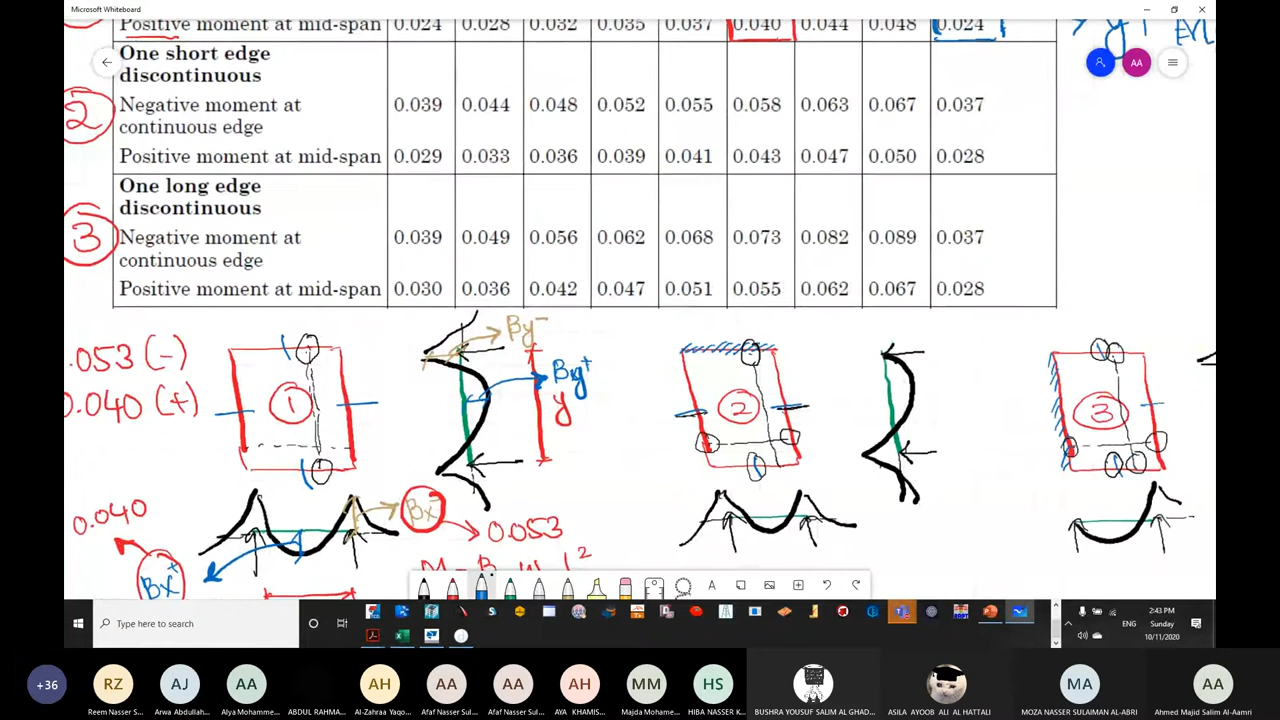 Microsoft Whiteboard
Positive moment at mid-span 0.024 0.028 0.032 0.035 0.037 0.040 0.044 0.048 0.024
One short edge
discontinuous
2
Negative moment at
continuous edge
0.039 0.044 0.048 0.052 0.055 0.058 0.063 0.067 0.037
Positive moment at mid-span 0.029 0.033 0.036 0.039 0.041 0.043 0.047 0.050 0.028
One long edge
discontinuous
3
Negative moment at
continuous edge
0.039 0.049 0.056 0.062 0.068 0.073 0.082 0.089 0.037
Positive moment at mid-span 0.030 0.036 0.042 0.047 0.051 0.055 0.062 0.067 0.028
AA
.053 (-)
0.040 (+)
1
By-
By+
y
2
3
0.040
Bx+
Bx-
0.053
A
Type here to search
ENG
2:43 PM
Sunday
10/11/2020
+36
RZ
AJ
AA
AH
AA
AA
AH
MM
HS
MA
AA
Reem Nasser S...
Arwa Abdullah...
Alya Mohamme...
ABDUL RAHMA...
Al-Zahraa Yaqo...
Afaf Nasser Sul...
Afaf Nasser Sul...
AYA KHAMIS...
Majda Mohame...
HIBA NASSER K...
BUSHRA YOUSUF SALIM AL GHAD...
ASILA AYOOB ALI AL HATTALI
MOZA NASSER SULAIMAN AL-ABRI
Ahmed Majid Salim Al-Aamri